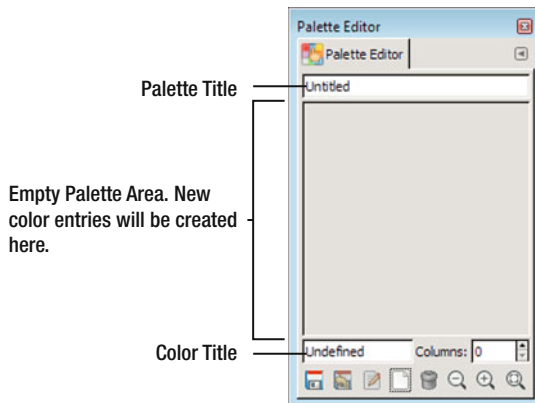 Palette Editor
Palette Editor
Palette Title
Untitled
Empty Palette Area. New
color entries will be created
here.
Color Title
Undefined
Columns: 0